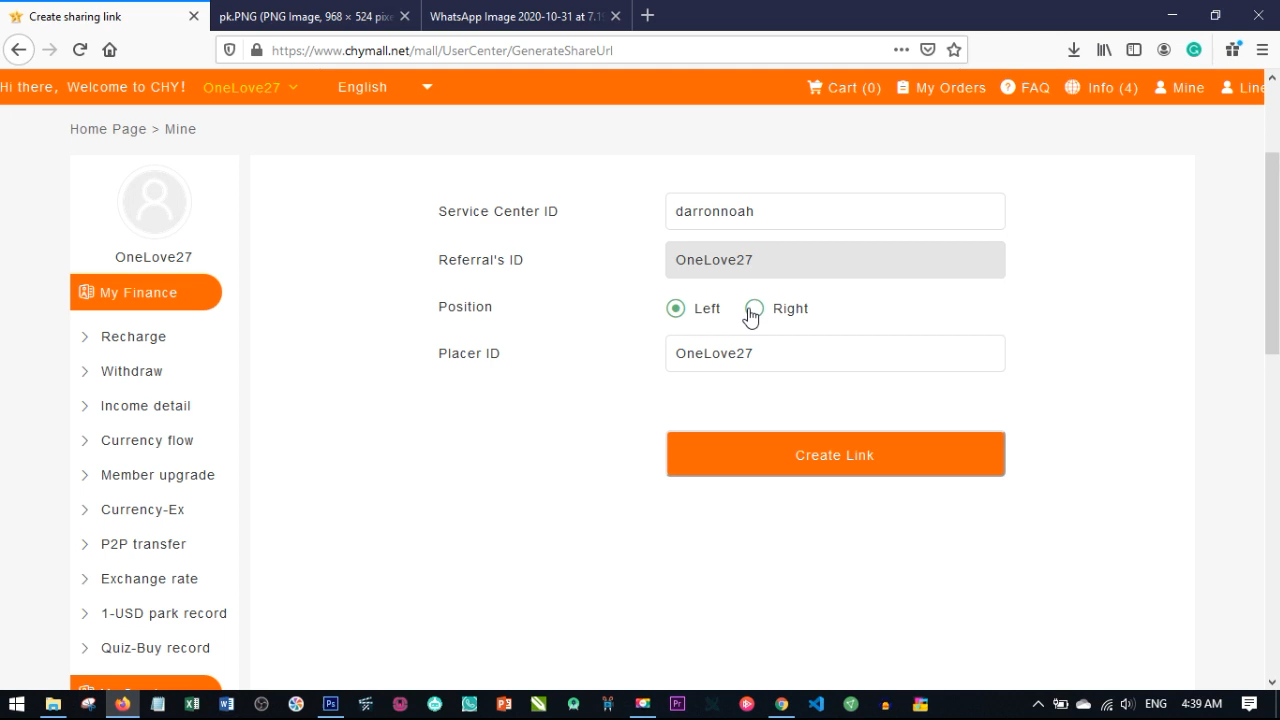 Create sharing link
pk.PNG (PNG Image, 968 × 524 pixe
WhatsApp Image 2020-10-31 at 7.1
https://www.chymall.net/mall/UserCenter/GenerateShareUrl
Hi there, Welcome to CHY! OneLove27 English Cart (0) My Orders FAQ Info (4) Mine Line
Home Page > Mine
OneLove27
My Finance
Recharge
Withdraw
Income detail
Currency flow
Member upgrade
Currency-Ex
P2P transfer
Exchange rate
1-USD park record
Quiz-Buy record
Service Center ID darronnoah
Referral's ID OneLove27
Position Left Right
Placer ID OneLove27
Create Link
ENG 4:39 AM